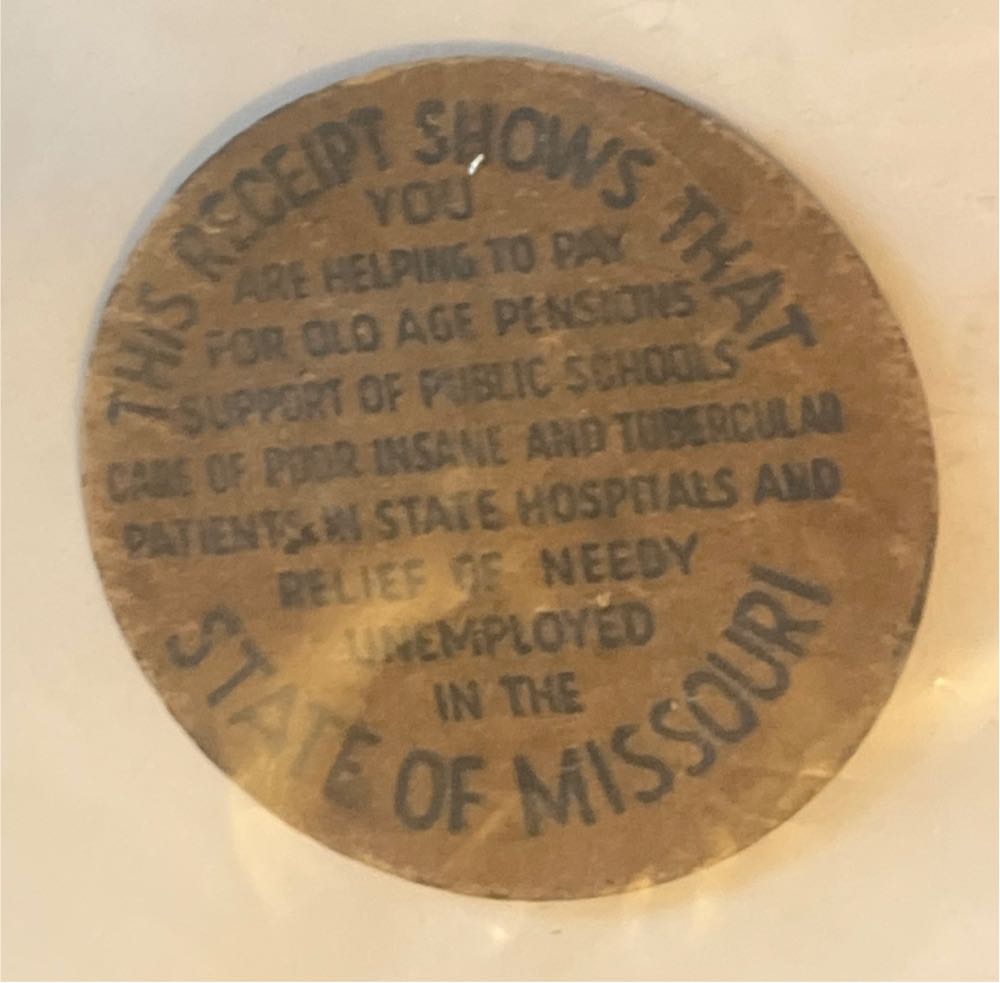 THIS RECEIPT SHOWS THAT
YOU
ARE HELPING TO PAY
FOR OLD AGE PENSIONS
SUPPORT OF PUBLIC SCHOOLS
CARE OF POOR INSANE AND TUBERCULAR
PATIENTS IN STATE HOSPITALS AND
RELIEF OF NEEDY
UNEMPLOYED
IN THE
STATE OF MISSOURI